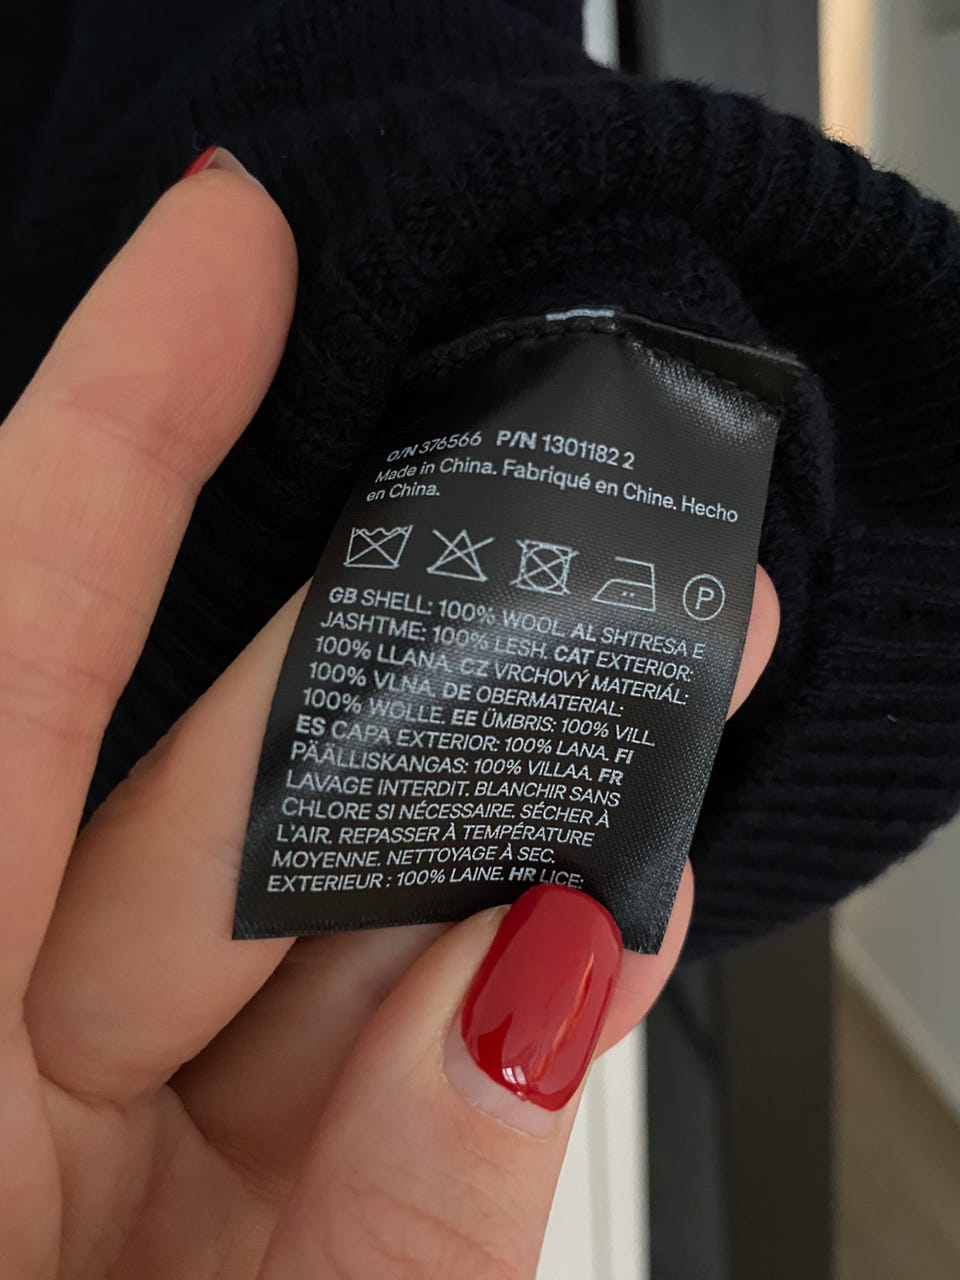 O/N 376566 P/N 1301182 2
Made in China. Fabriqué en Chine. Hecho
en China.
P
GB SHELL: 100% WOOL. AL SHTRESA E
JASHTME: 100% LESH. CAT EXTERIOR:
100% LLANA. CZ VRCHOVÝ MATERIÁL:
100% VLNA. DE OBERMATERIAL:
100% WOLLE. EE ÜMBRIS: 100% VILL.
ES CAPA EXTERIOR: 100% LANA. FI
PÄÄLLISKANGAS: 100% VILLAA. FR
LAVAGE INTERDIT. BLANCHIR SANS
CHLORE SI NÉCESSAIRE. SÉCHER À
L'AIR. REPASSER À TEMPÉRATURE
MOYENNE. NETTOYAGE À SEC.
EXTERIEUR : 100% LAINE. HR LICE: